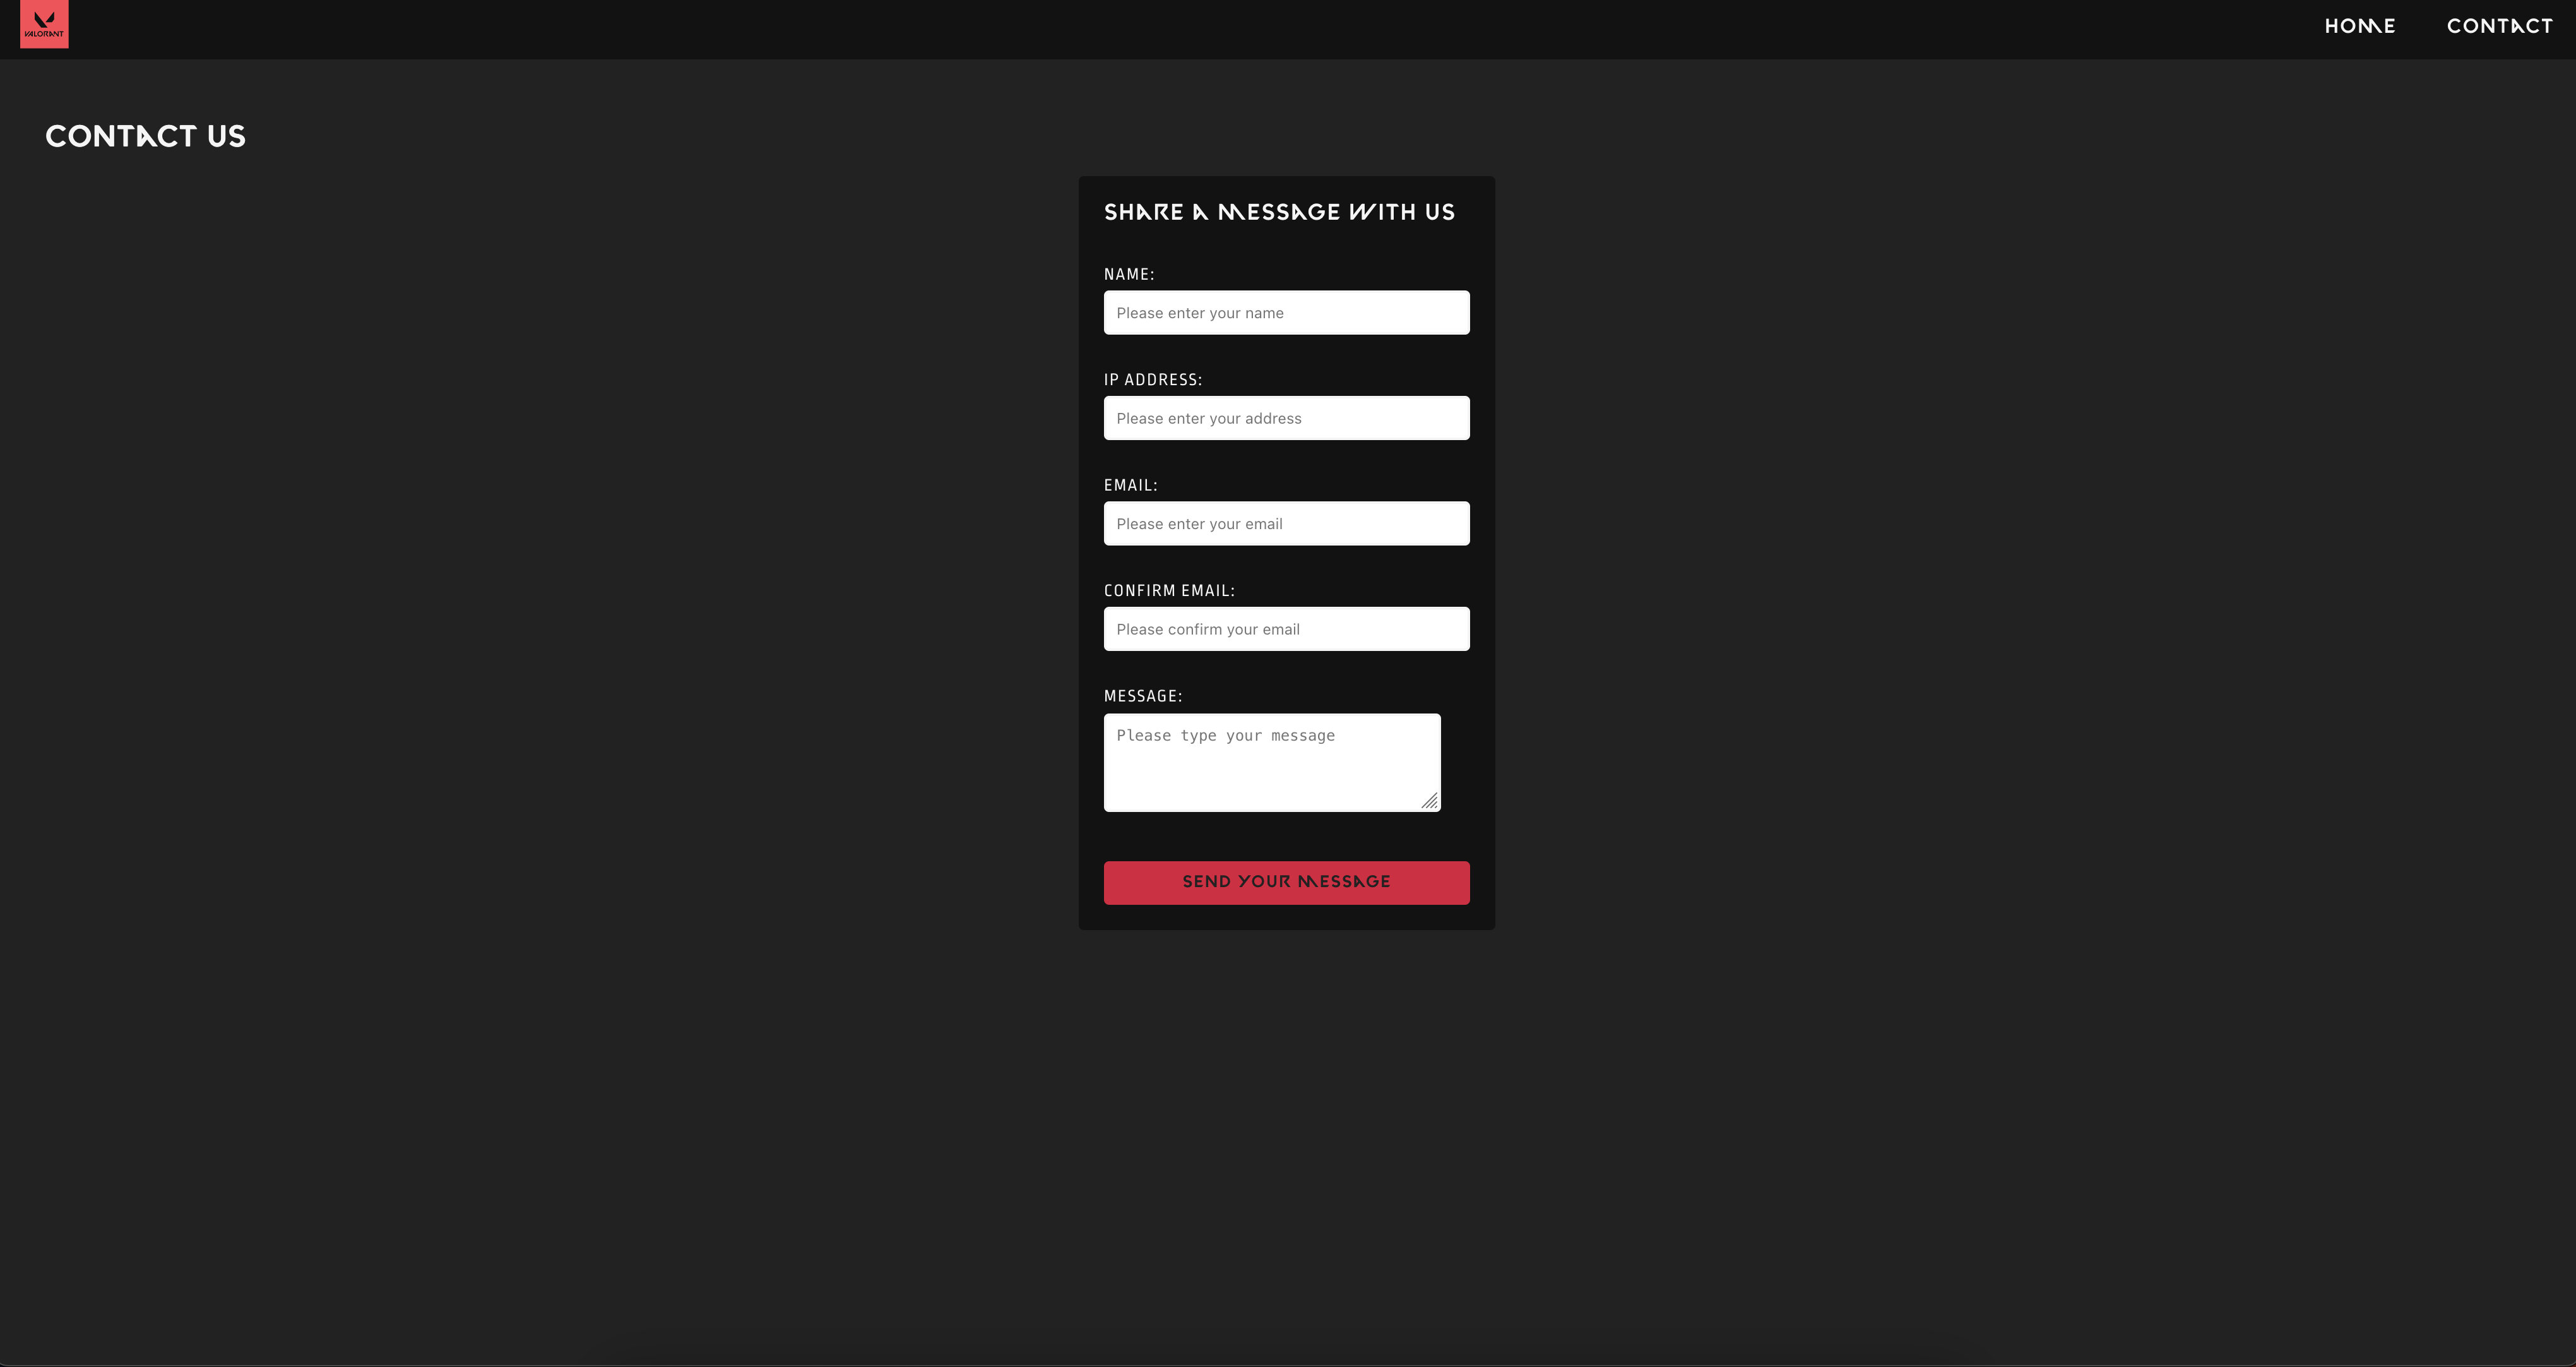 VALORANT
HOME CONTACT
CONTACT US
SHARE A MESSAGE WITH US
NAME:
Please enter your name
IP ADDRESS:
Please enter your address
EMAIL:
Please enter your email
CONFIRM EMAIL:
Please confirm your email
MESSAGE:
Please type your message
SEND YOUR MESSAGE